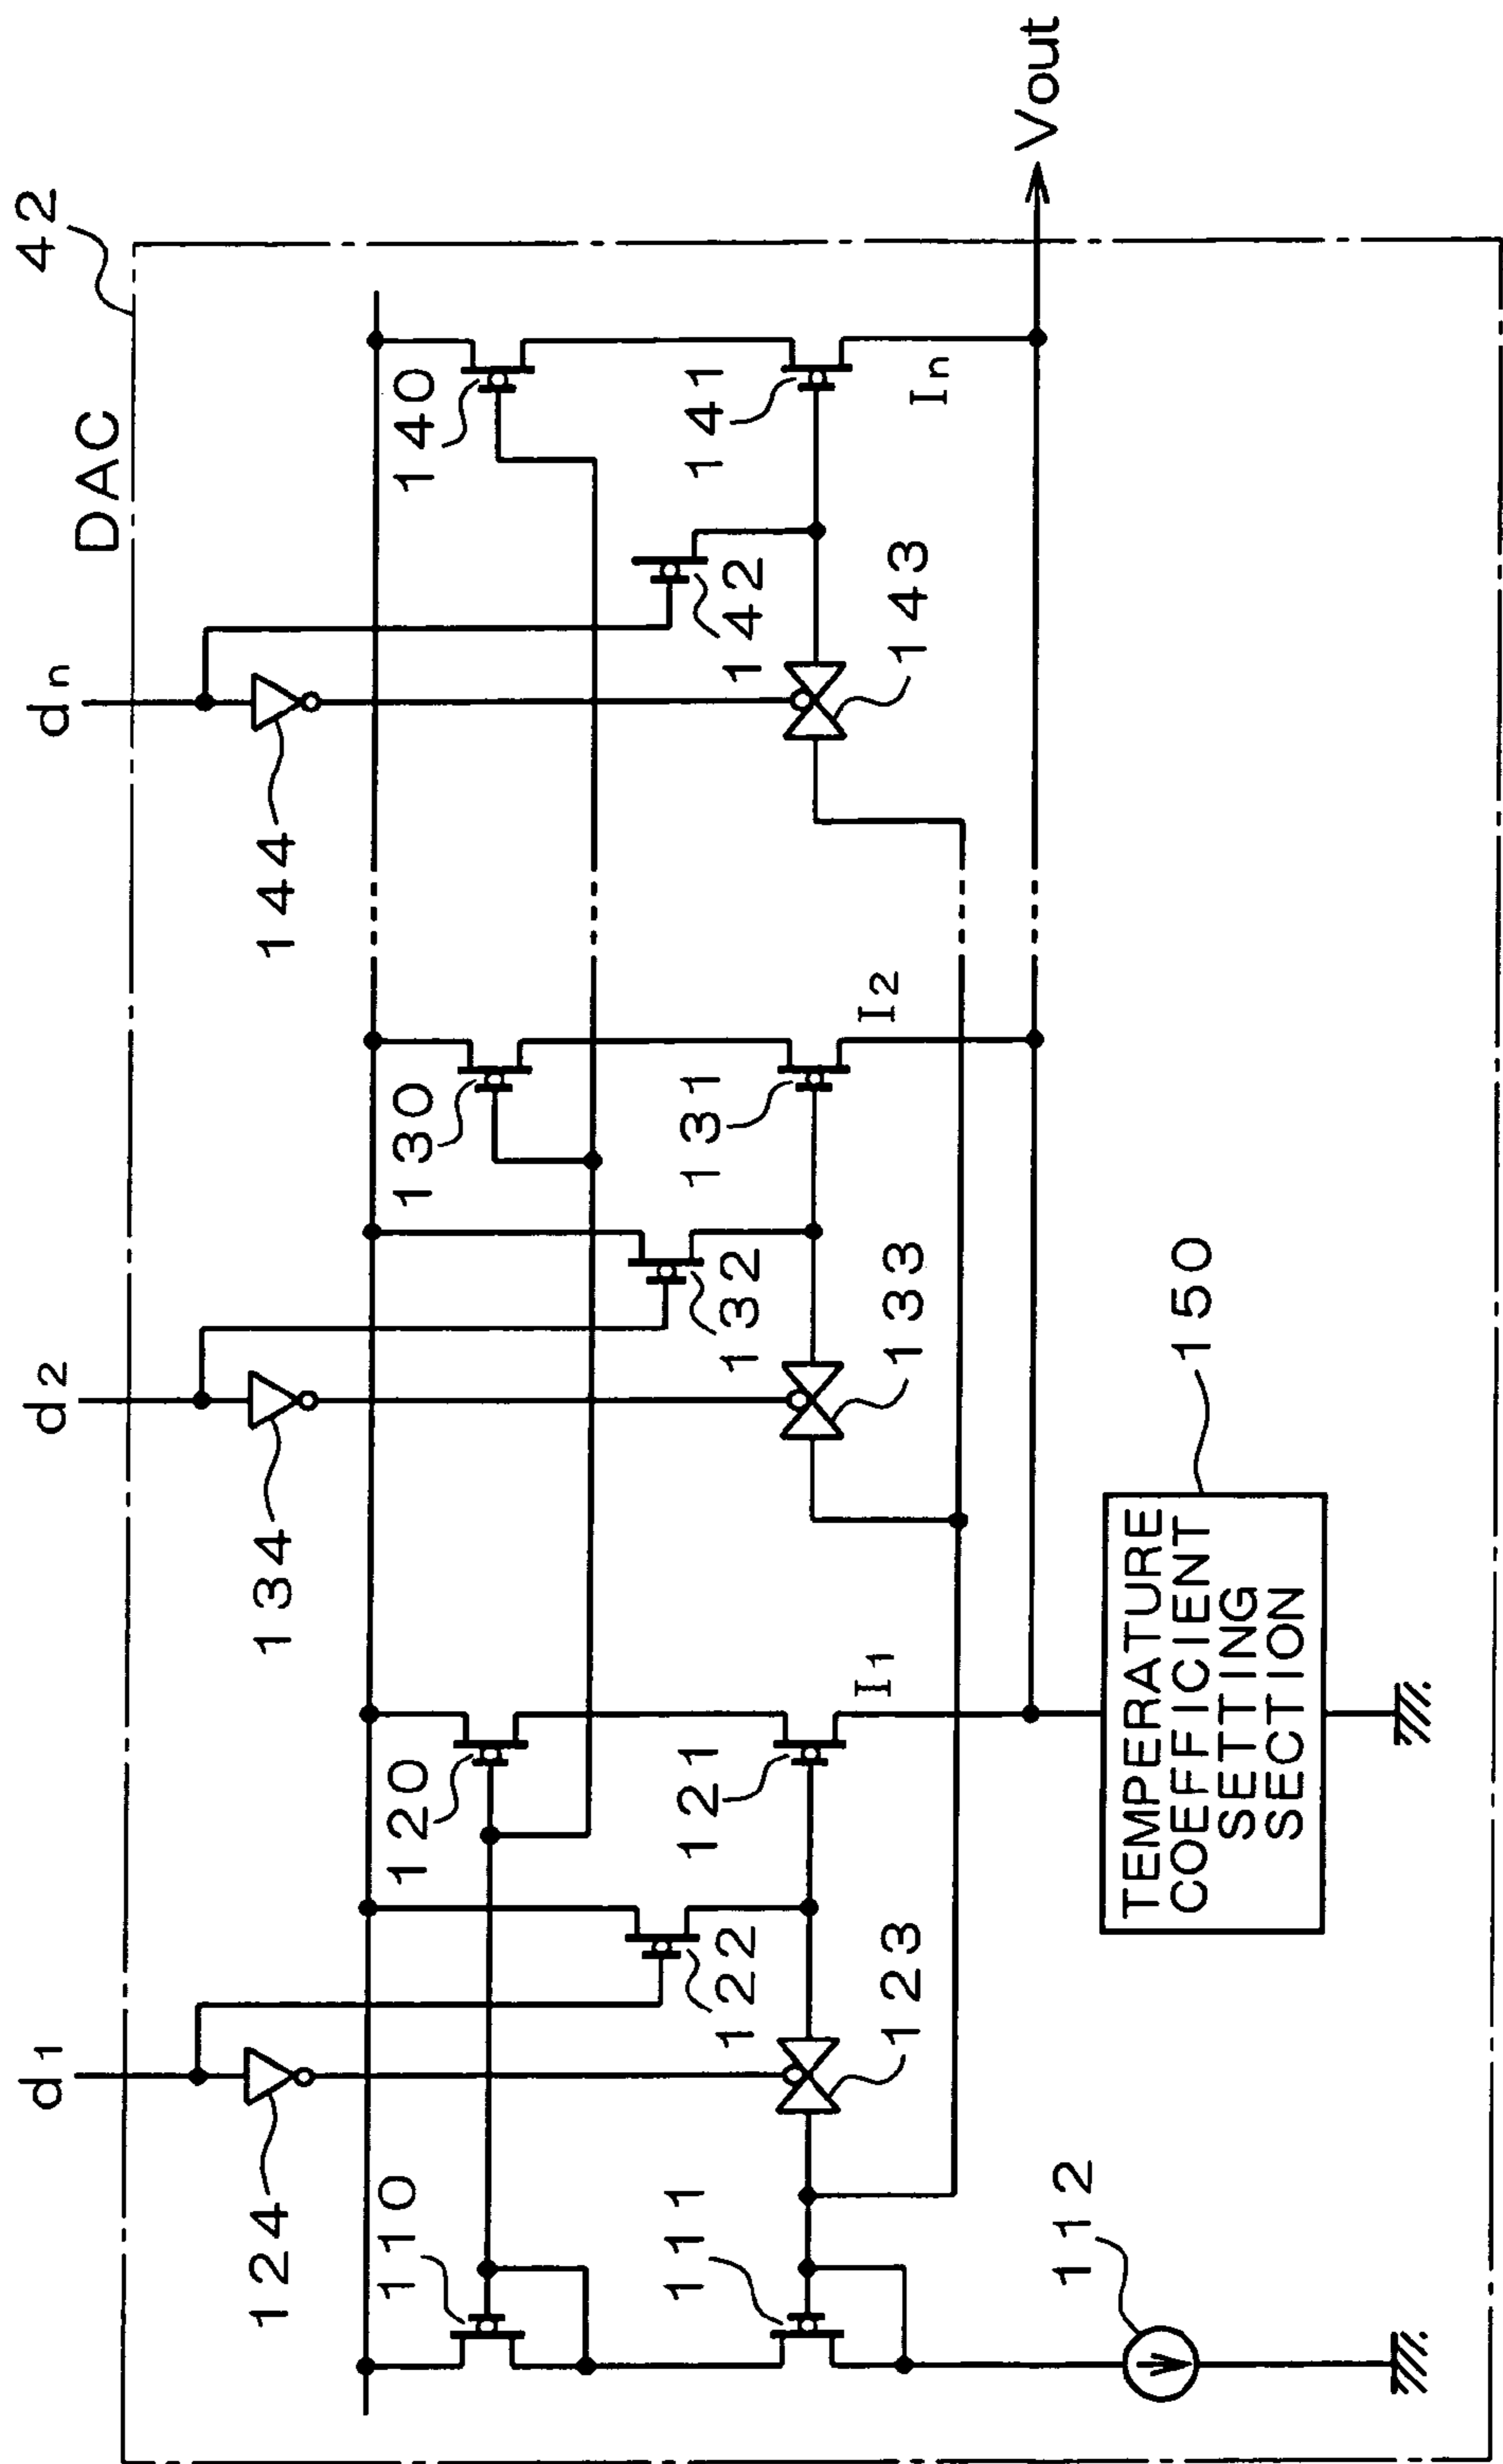 42
DAC
d1
d2
dn
124
134
144
110
120
130
140
122
132
142
111
121
131
141
123
133
143
I1
I2
In
Vout
112
150
TEMPERATURE
COEFFICIENT
SETTING
SECTION